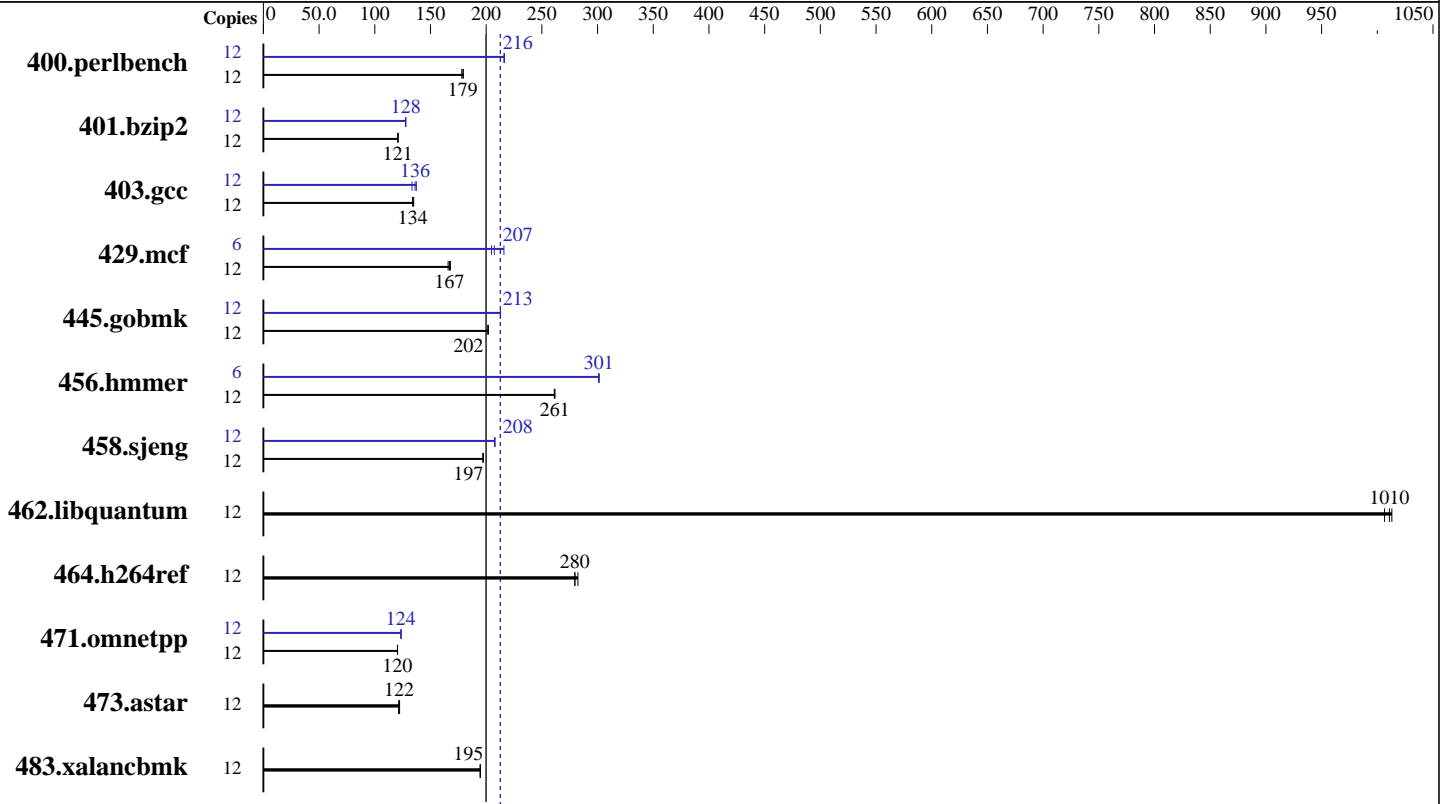 Copies 0 50.0 100 150 200 250 300 350 400 450 500 550 600 650 700 750 800 850 900 950 1050
400.perlbench 12 216
12 179
401.bzip2 12 128
12 121
403.gcc 12 136
12 134
429.mcf 6 207
12 167
445.gobmk 12 213
12 202
456.hmmer 6 301
12 261
458.sjeng 12 208
12 197
462.libquantum 12 1010
464.h264ref 12 280
471.omnetpp 12 124
12 120
473.astar 12 122
483.xalancbmk 12 195